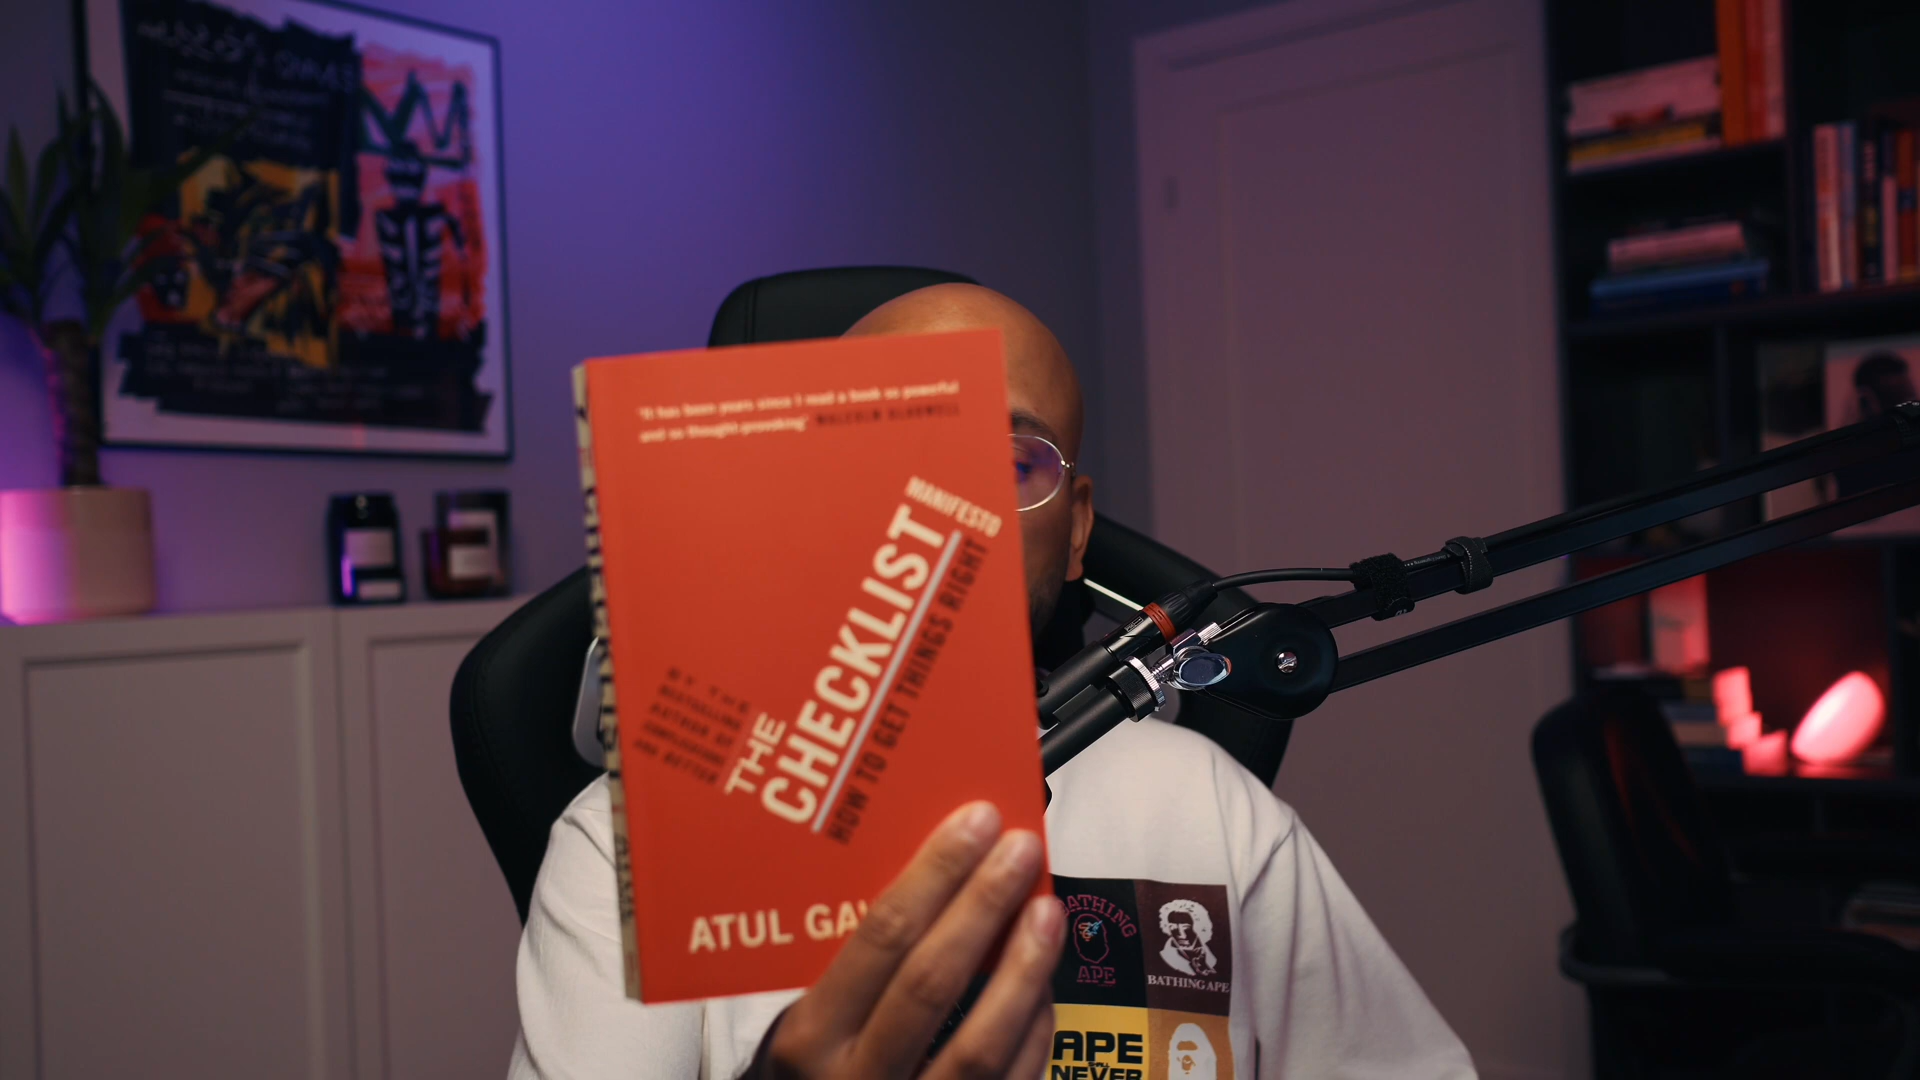 'It has been years since I read a book so powerful
and so thought-provoking' MALCOLM GLADWELL
THE
CHECKLIST
MANIFESTO
HOW TO GET THINGS RIGHT
BY THE
BESTSELLING
AUTHOR OF
COMPLICATIONS
AND BETTER
ATUL GAW
BATHING
APE
BATHING APE
APE
SHALL
NEVER